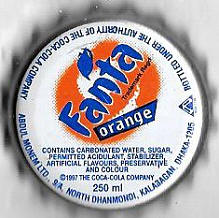 BOTTLED UNDER THE AUTHORITY OF THE COCA-COLA COMPANY
Fanta
Trademark Regd.
orange
CONTAINS CARBONATED WATER, SUGAR,
PERMITTED ACIDULANT, STABILIZER,
ARTIFICIAL FLAVOURS, PRESERVATIVE
AND COLOUR
©1997 THE COCA-COLA COMPANY
250 ml
ABDUL MONEM LTD. S/A. NORTH DHANMONDI, KALABAGAN, DHAKA-1205